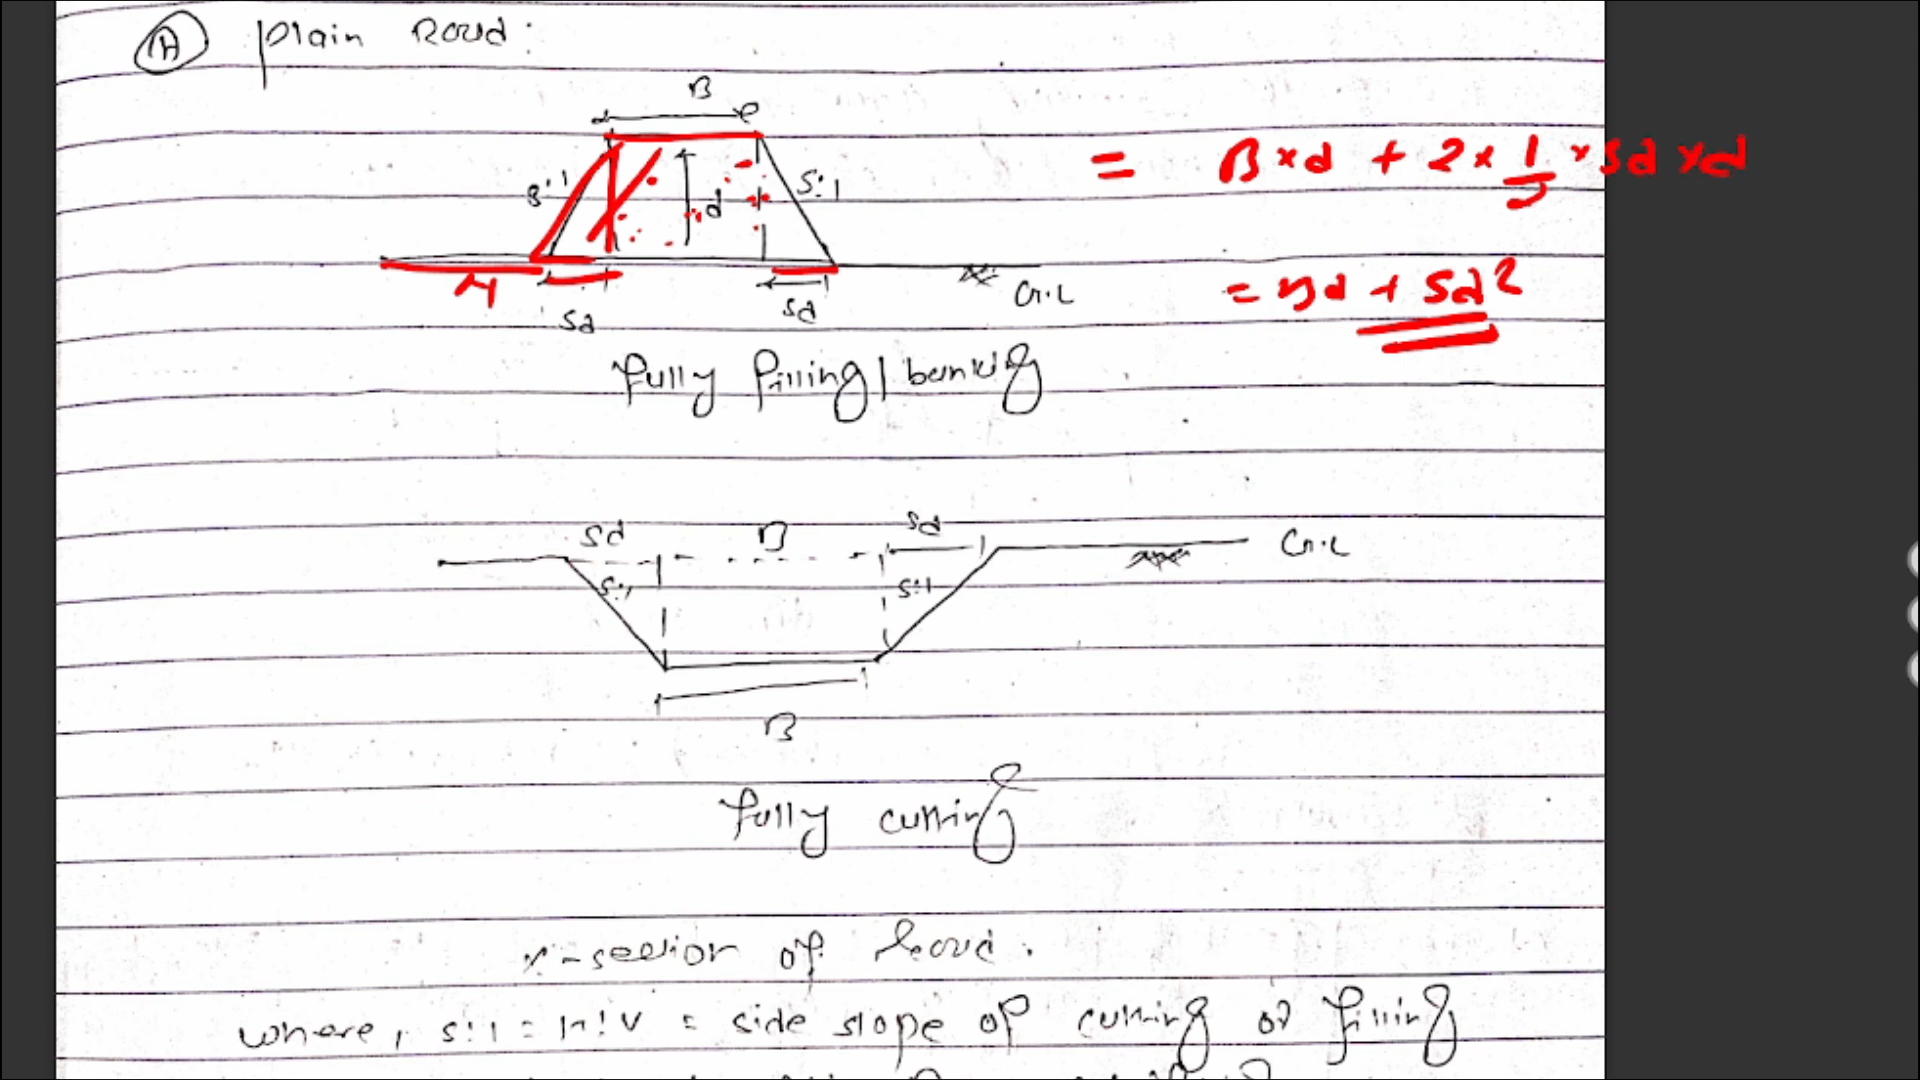 (A) Plain Road:
B
= B×d + 2×1/2×sd×d
s:1 d s:1
= Bd + sd²
sd sd G.L
fully filling/banking
sd B sd G.L
s:1 s:1
B
fully cutting
x-section of Road.
where, s:1 = H:V = side slope of cutting or filling